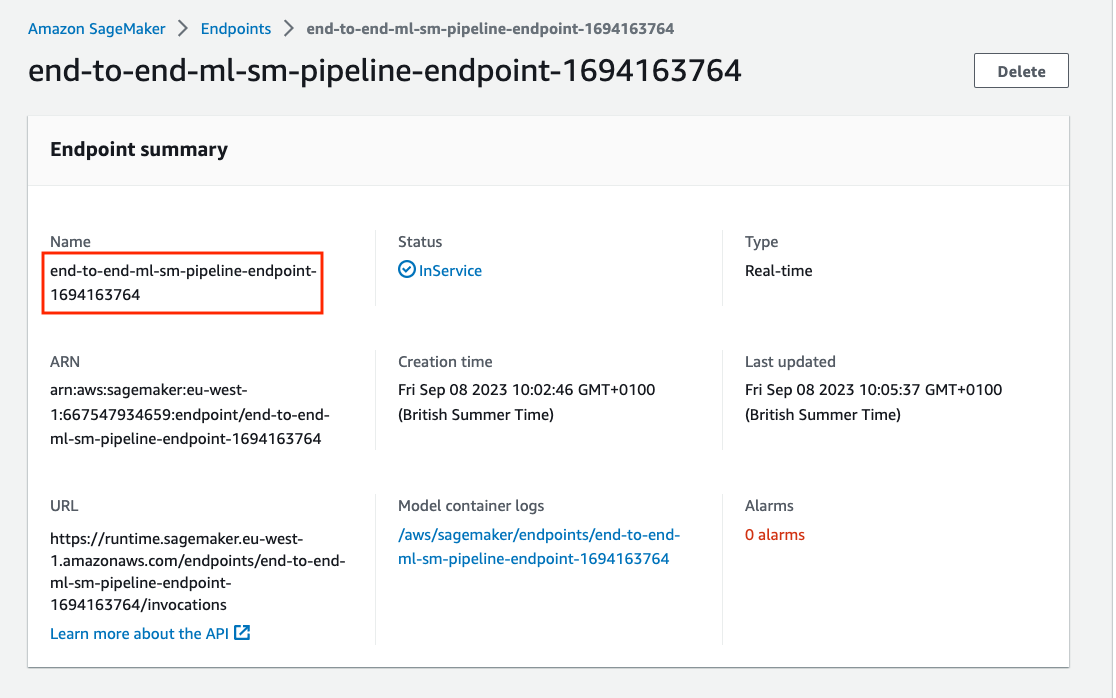 Amazon SageMaker > Endpoints > end-to-end-ml-sm-pipeline-endpoint-1694163764
end-to-end-ml-sm-pipeline-endpoint-1694163764
Delete
Endpoint summary
Name
end-to-end-ml-sm-pipeline-endpoint-
1694163764
Status
InService
Type
Real-time
ARN
arn:aws:sagemaker:eu-west-
1:667547934659:endpoint/end-to-end-
ml-sm-pipeline-endpoint-1694163764
Creation time
Fri Sep 08 2023 10:02:46 GMT+0100
(British Summer Time)
Last updated
Fri Sep 08 2023 10:05:37 GMT+0100
(British Summer Time)
URL
https://runtime.sagemaker.eu-west-
1.amazonaws.com/endpoints/end-to-end-
ml-sm-pipeline-endpoint-
1694163764/invocations
Learn more about the API
Model container logs
/aws/sagemaker/endpoints/end-to-end-
ml-sm-pipeline-endpoint-1694163764
Alarms
0 alarms